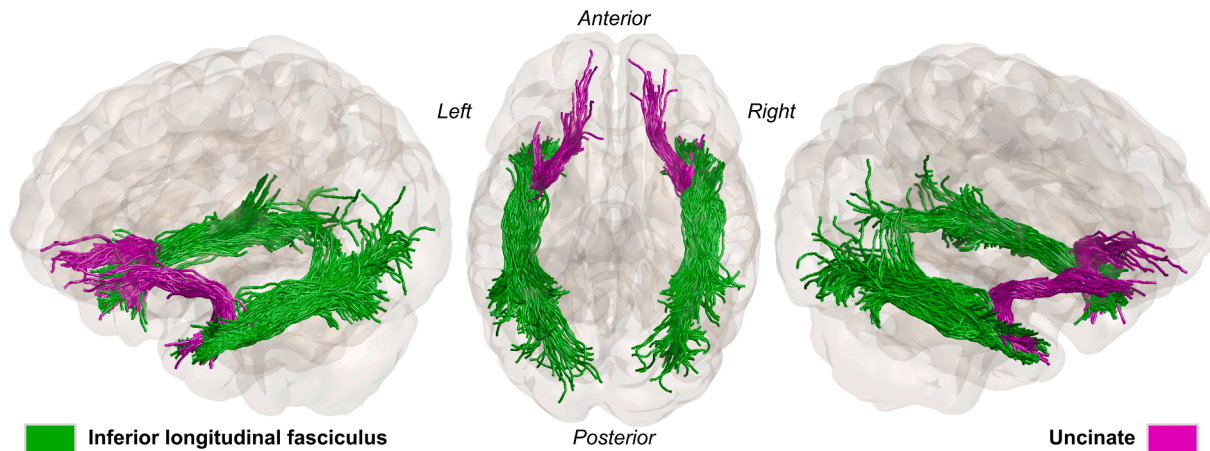 Anterior
Left
Right
Posterior
Inferior longitudinal fasciculus
Uncinate